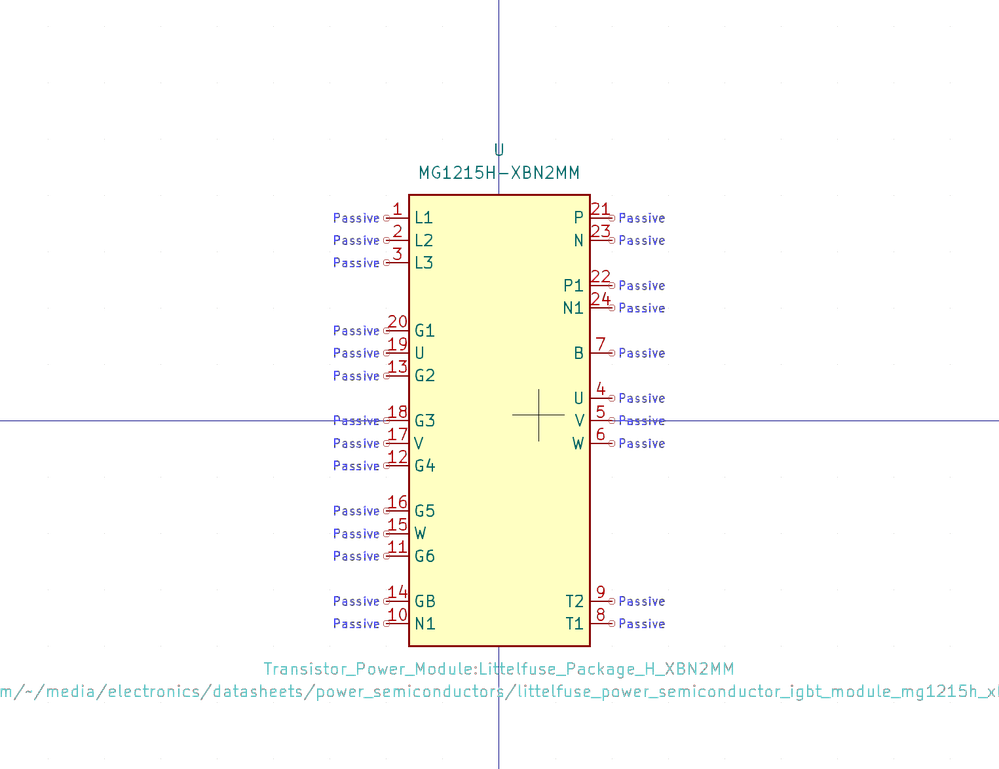 U
MG1215H-XBN2MM
Passive 1 L1 P 21 Passive
Passive 2 L2 N 23 Passive
Passive 3 L3
P1 22 Passive
N1 24 Passive
Passive 20 G1
Passive 19 U B 7 Passive
Passive 13 G2
U 4 Passive
Passive 18 G3 V 5 Passive
Passive 17 V W 6 Passive
Passive 12 G4
Passive 16 G5
Passive 15 W
Passive 11 G6
Passive 14 GB T2 9 Passive
Passive 10 N1 T1 8 Passive
Transistor_Power_Module:Littelfuse_Package_H_XBN2MM
m/~/media/electronics/datasheets/power_semiconductors/littelfuse_power_semiconductor_igbt_module_mg1215h_x